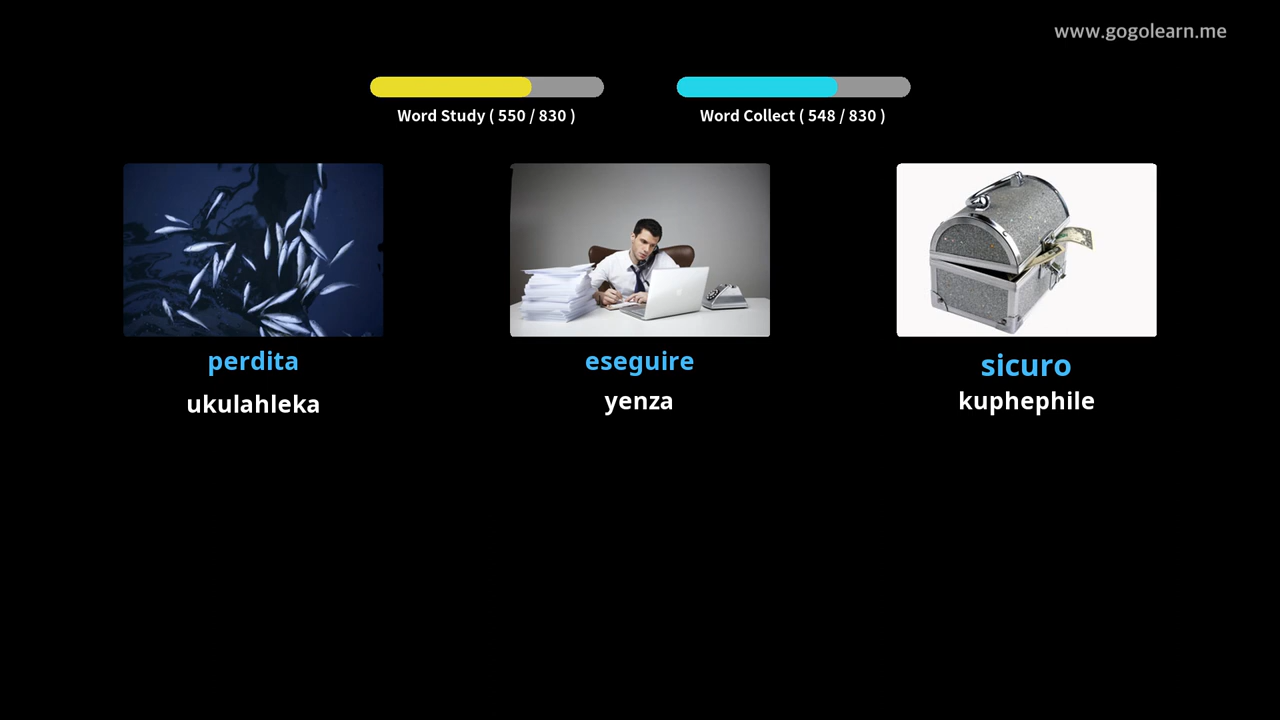 www.gogolearn.me
Word Study ( 550 / 830 )
Word Collect ( 548 / 830 )
perdita
ukulahleka
eseguire
yenza
sicuro
kuphephile